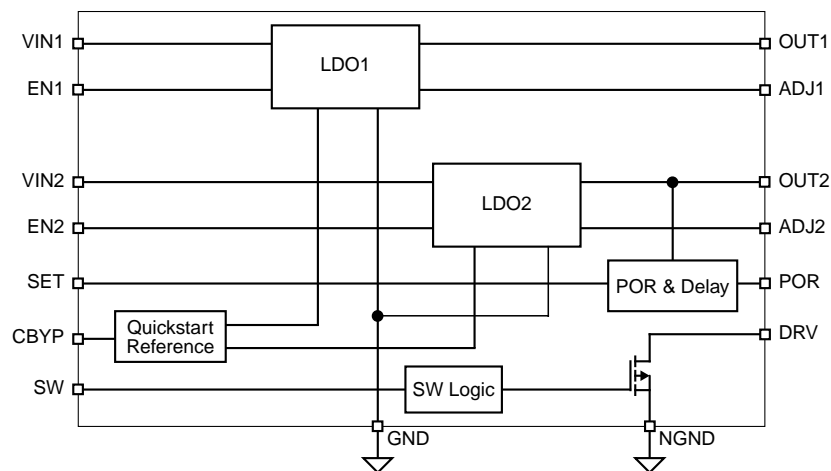 VIN1
LDO1
OUT1
EN1
ADJ1
VIN2
LDO2
OUT2
EN2
ADJ2
SET
POR & Delay
POR
CBYP
Quickstart
Reference
DRV
SW
SW Logic
GND
NGND